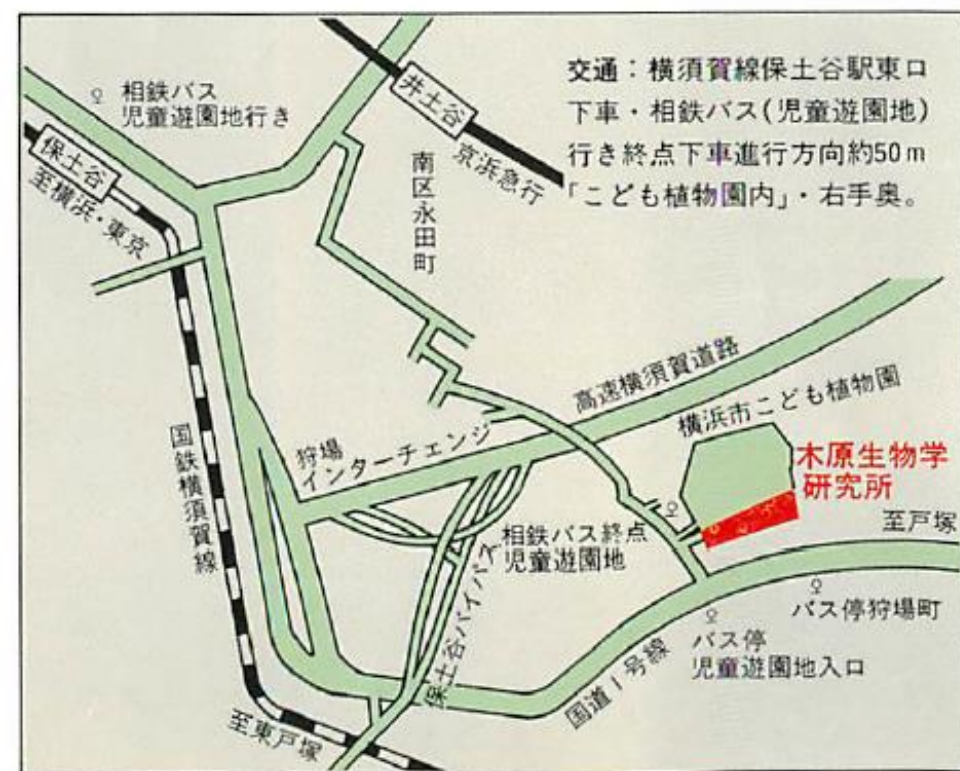 交通：横須賀線保土谷駅東口
下車・相鉄バス(児童遊園地)
行き終点下車進行方向約50m
「こども植物園内」・右手奥。
相鉄バス
児童遊園地行き
井土谷
京浜急行
保土谷
至横浜・東京
南区永田町
高速横須賀道路
横浜市こども植物園
木原生物学
研究所
狩場
インターチェンジ
国鉄横須賀線
相鉄バス終点
児童遊園地
至戸塚
バス停狩場町
バス停
児童遊園地入口
保土谷バイパス
国道1号線
至東戸塚